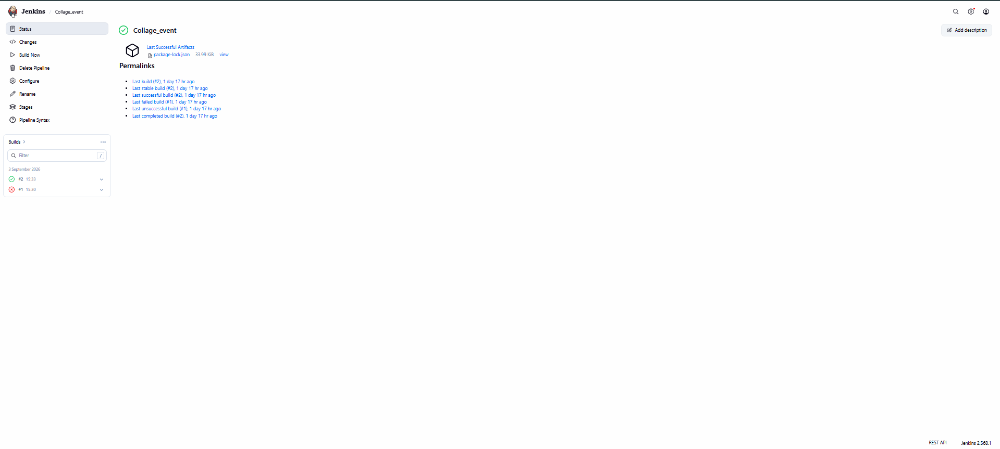 Jenkins / Collage_event
Status
Changes
Build Now
Delete Pipeline
Configure
Rename
Stages
Pipeline Syntax
Builds
Filter /
3 September 2026
#2 15:33
#1 15:30
Collage_event
Add description
Last Successful Artifacts
package-lock.json 33.99 KiB view
Permalinks
Last build (#2), 1 day 17 hr ago
Last stable build (#2), 1 day 17 hr ago
Last successful build (#2), 1 day 17 hr ago
Last failed build (#1), 1 day 17 hr ago
Last unsuccessful build (#1), 1 day 17 hr ago
Last completed build (#2), 1 day 17 hr ago
REST API Jenkins 2.568.1